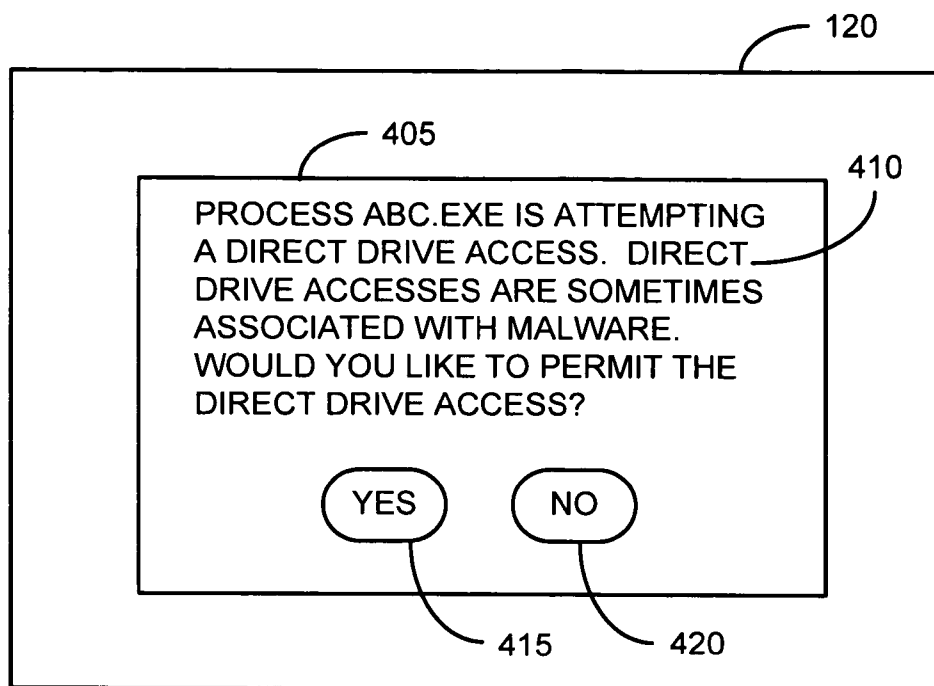 120
405
410
PROCESS ABC.EXE IS ATTEMPTING
A DIRECT DRIVE ACCESS.  DIRECT
DRIVE ACCESSES ARE SOMETIMES
ASSOCIATED WITH MALWARE.
WOULD YOU LIKE TO PERMIT THE
DIRECT DRIVE ACCESS?
YES NO
415 420